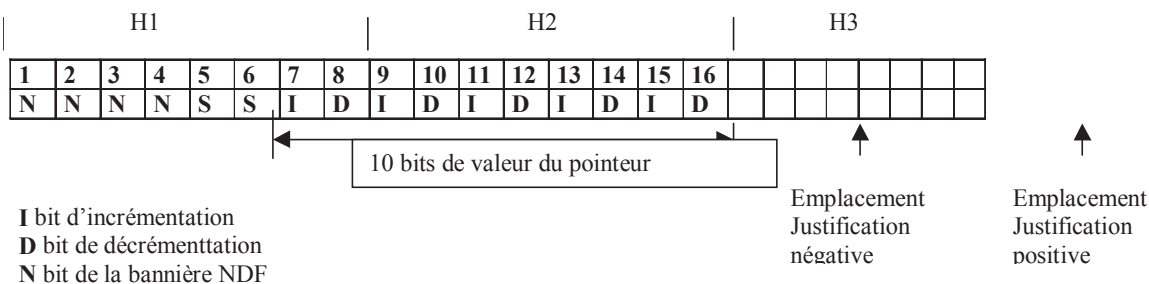 H1 H2 H3
1 2 3 4 5 6 7 8 9 10 11 12 13 14 15 16
N N N N S S I D I D I D I D I D
10 bits de valeur du pointeur
I bit d'incrémentation
D bit de décrémenttation
N bit de la bannière NDF
Emplacement
Justification
négative
Emplacement
Justification
positive